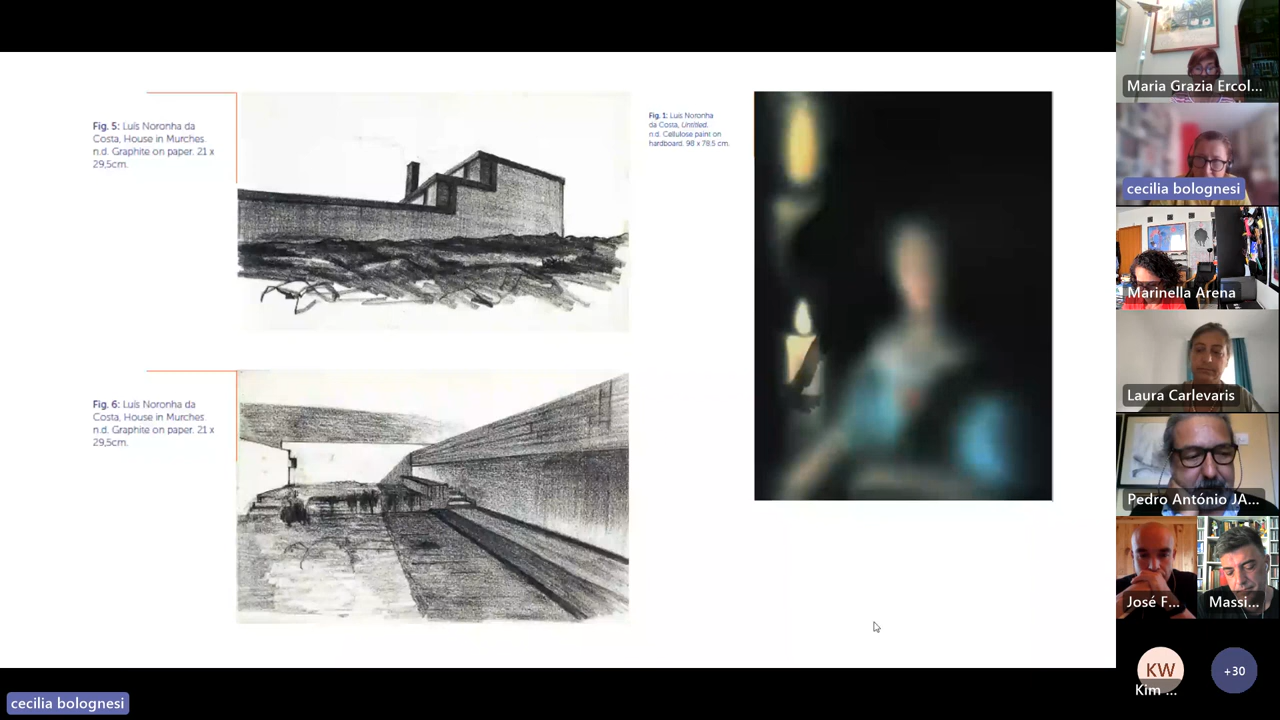 Fig. 5: Luís Noronha da
Costa, House in Murches
n.d. Graphite on paper. 21 x
29,5cm.
Fig. 1: Luís Noronha
da Costa, Untitled.
n.d. Cellulose paint on
hardboard. 98 x 78.5 cm.
Fig. 6: Luís Noronha da
Costa, House in Murches
n.d. Graphite on paper. 21 x
29,5cm.
Maria Grazia Ercol...
cecilia bolognesi
Marinella Arena
Laura Carlevaris
Pedro António JA...
José F...
Massi...
KW
Kim ...
+30
cecilia bolognesi